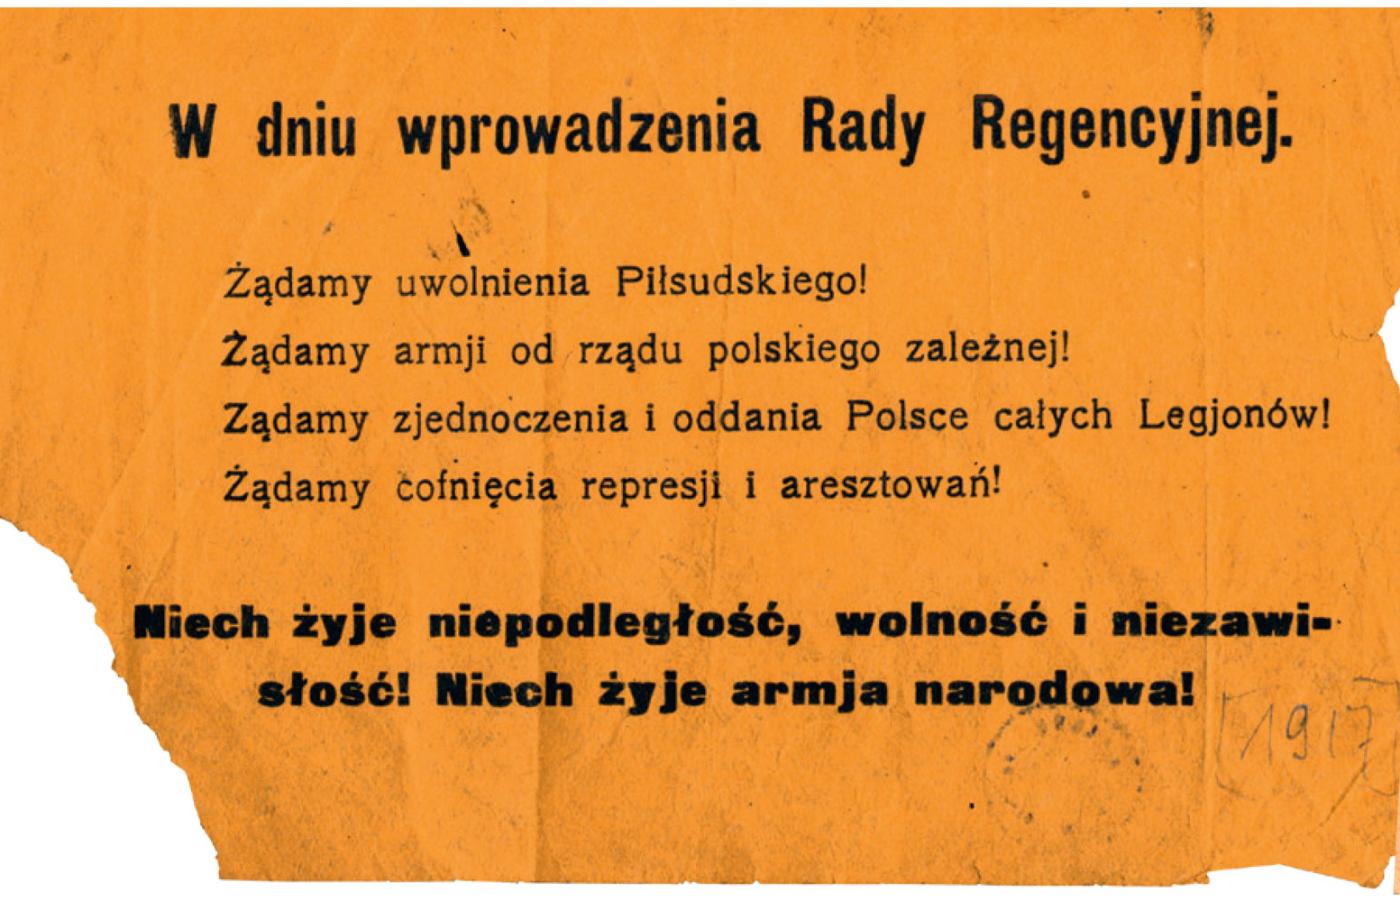 W dniu wprowadzenia Rady Regencyjnej.
Żądamy uwolnienia Piłsudskiego!
Żądamy armji od rządu polskiego zależnej!
Ządamy zjednoczenia i oddania Polsce całych Legjonów!
Żądamy cofnięcia represji i aresztowań!
Niech żyje niepodległość, wolność i niezawi-
słość! Niech żyje armja narodowa!
[1917]